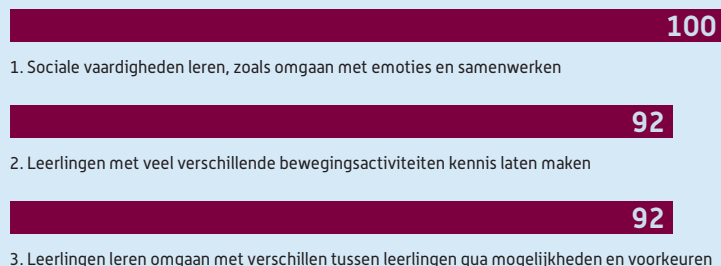 100
1. Sociale vaardigheden leren, zoals omgaan met emoties en samenwerken
92
2. Leerlingen met veel verschillende bewegingsactiviteiten kennis laten maken
92
3. Leerlingen leren omgaan met verschillen tussen leerlingen qua mogelijkheden en voorkeuren